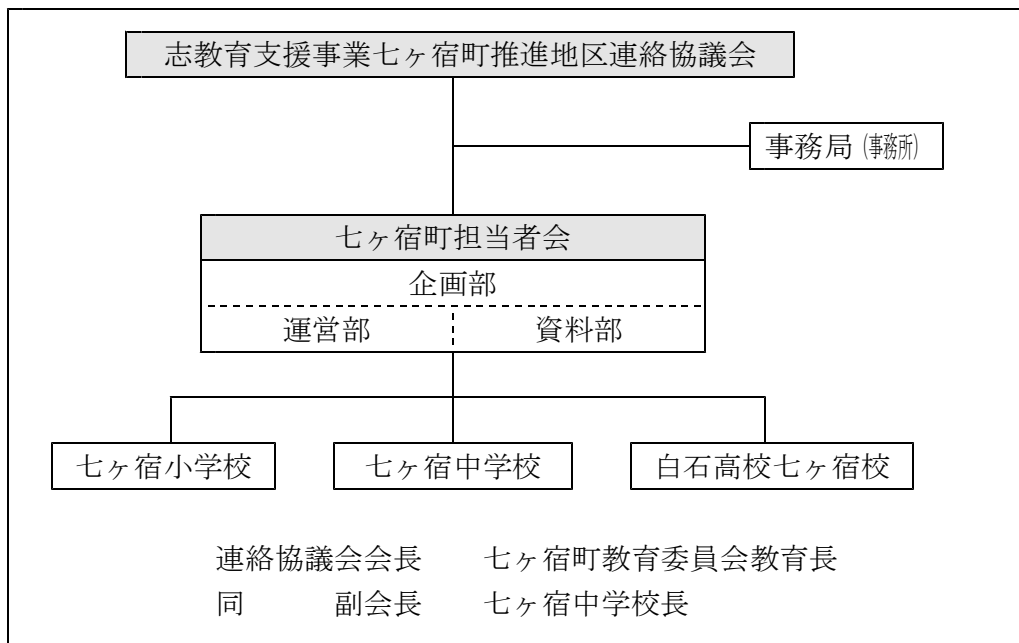 志教育支援事業七ヶ宿町推進地区連絡協議会
事務局(事務所)
七ヶ宿町担当者会
企画部
運営部 資料部
七ヶ宿小学校 七ヶ宿中学校 白石高校七ヶ宿校
連絡協議会会長 七ヶ宿町教育委員会教育長
同 副会長 七ヶ宿中学校長